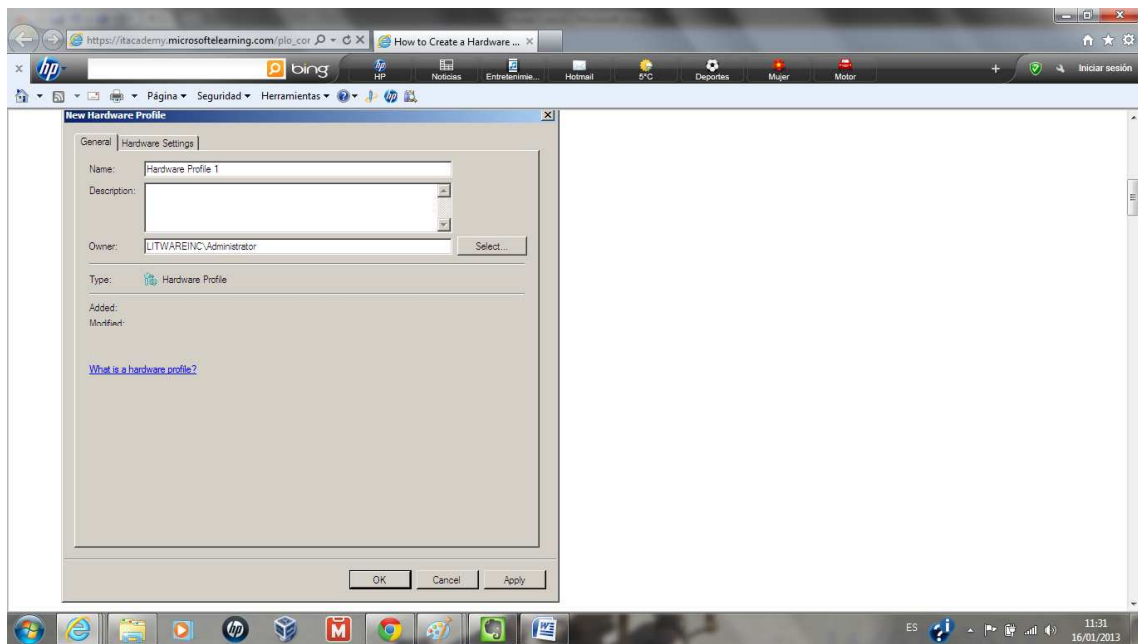 https://itacademy.microsoftelearning.com/plo_cor
How to Create a Hardware ...
hp
bing
HP
Noticias
Entretenimie...
Hotmail
5°C
Deportes
Mujer
Motor
Iniciar sesión
Página
Seguridad
Herramientas
New Hardware Profile
General
Hardware Settings
Name: Hardware Profile 1
Description:
Owner: LITWAREINC\Administrator Select...
Type: Hardware Profile
Added:
Modified:
What is a hardware profile?
OK Cancel Apply
ES
11:31
16/01/2013